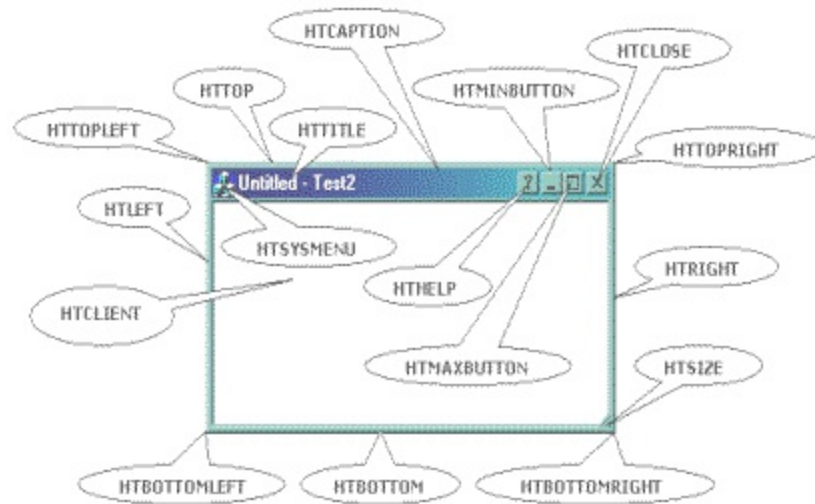 HTCAPTION
HTCLOSE
HTTOP
HTMINBUTTON
HTTOPLEFT
HTTITLE
HTTOPRIGHT
Untitled - Test2
?
HTLEFT
HTSYSMENU
HTRIGHT
HTHELP
HTCLIENT
HTMAXBUTTON
HTSIZE
HTBOTTOMLEFT
HTBOTTOM
HTBOTTOMRIGHT